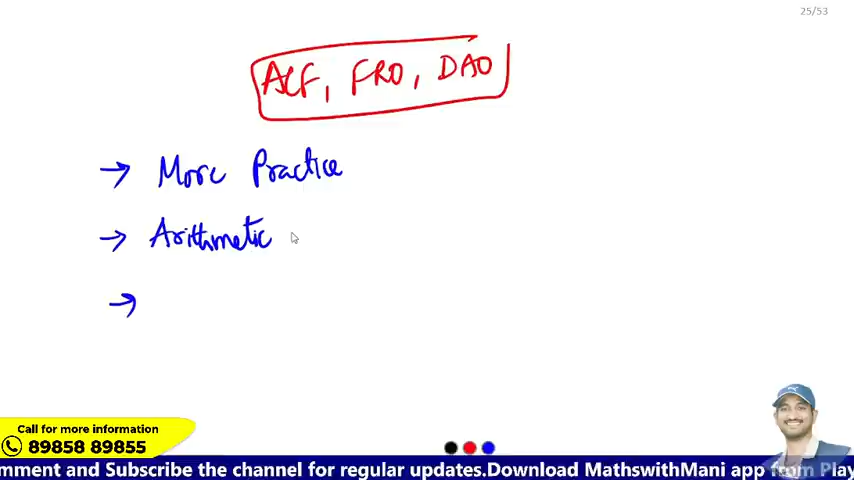 25/53
ACF, FRO, DAO
→ More Practice
→ Arithmetic
→
Call for more information
89858 89855
mment and Subscribe the channel for regular updates.Download MathswithMani app from Play